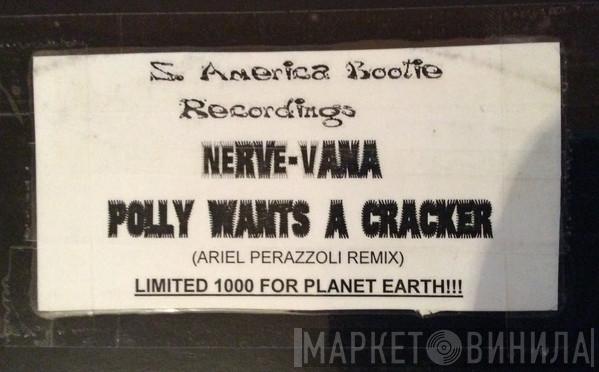 S. America Bootie
Recordings
NERVE-VANA
POLLY WANTS A CRACKER
(ARIEL PERAZZOLI REMIX)
LIMITED 1000 FOR PLANET EARTH!!!
МАРКЕТ ВИНИЛА